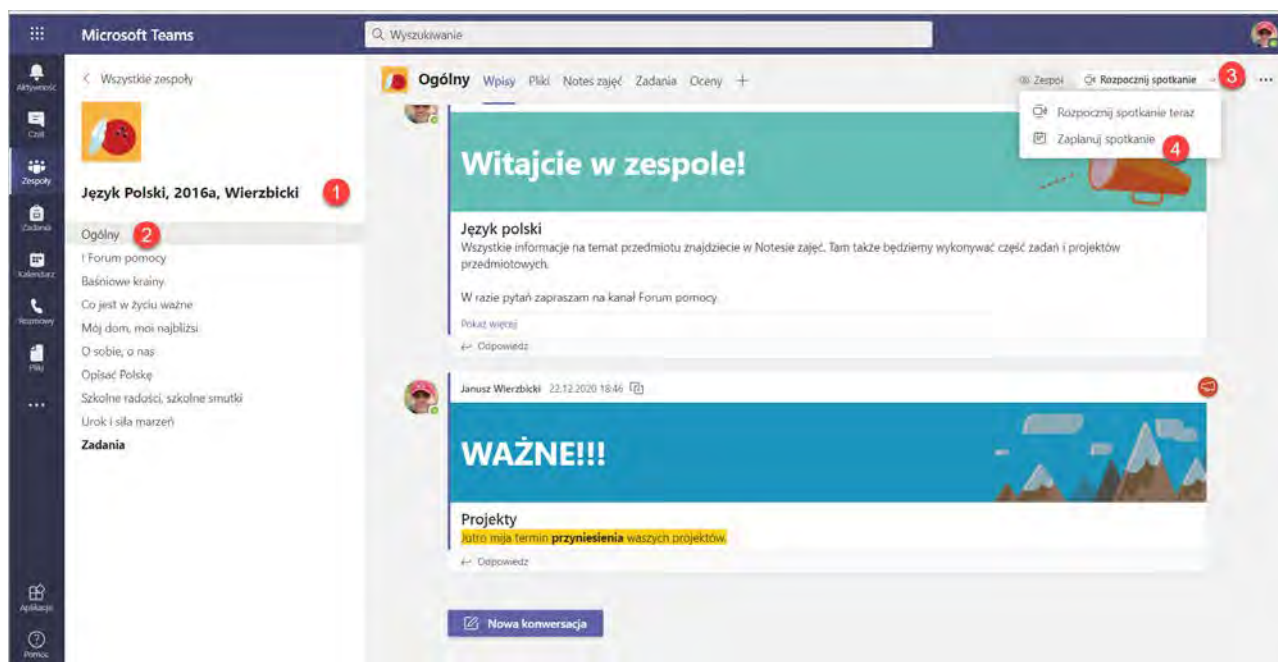 Microsoft Teams
Wyszukiwanie
Aktywność
Czat
Zespoły
Zadania
Kalendarz
Rozmowy
Pliki
Aplikacje
Pomoc
Wszystkie zespoły
Język Polski, 2016a, Wierzbicki 1
Ogólny 2
! Forum pomocy
Baśniowe krainy
Co jest w życiu ważne
Mój dom, moi najbliżsi
O sobie, o nas
Opisać Polskę
Szkolne radości, szkolne smutki
Urok i siła marzeń
Zadania
Ogólny Wpisy Pliki Notes zajęć Zadania Oceny +
Zespół Rozpocznij spotkanie 3
Rozpocznij spotkanie teraz
Zaplanuj spotkanie 4
Witajcie w zespole!
Język polski
Wszystkie informacje na temat przedmiotu znajdziecie w Notesie zajęć. Tam także będziemy wykonywać część zadań i projektów
przedmiotowych.
W razie pytań zapraszam na kanał Forum pomocy
Pokaż więcej
Odpowiedz
Janusz Wierzbicki 22.12.2020 18:46
WAŻNE!!!
Projekty
Jutro mija termin przyniesienia waszych projektów.
Odpowiedz
Nowa konwersacja